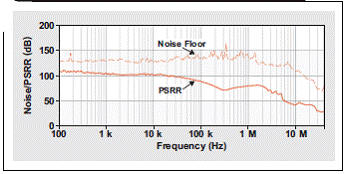 200
150
100
50
0
Noise/PSRR (dB)
Noise Floor
PSRR
100 1 k 10 k 100 k 1 M 10 M
Frequency (Hz)